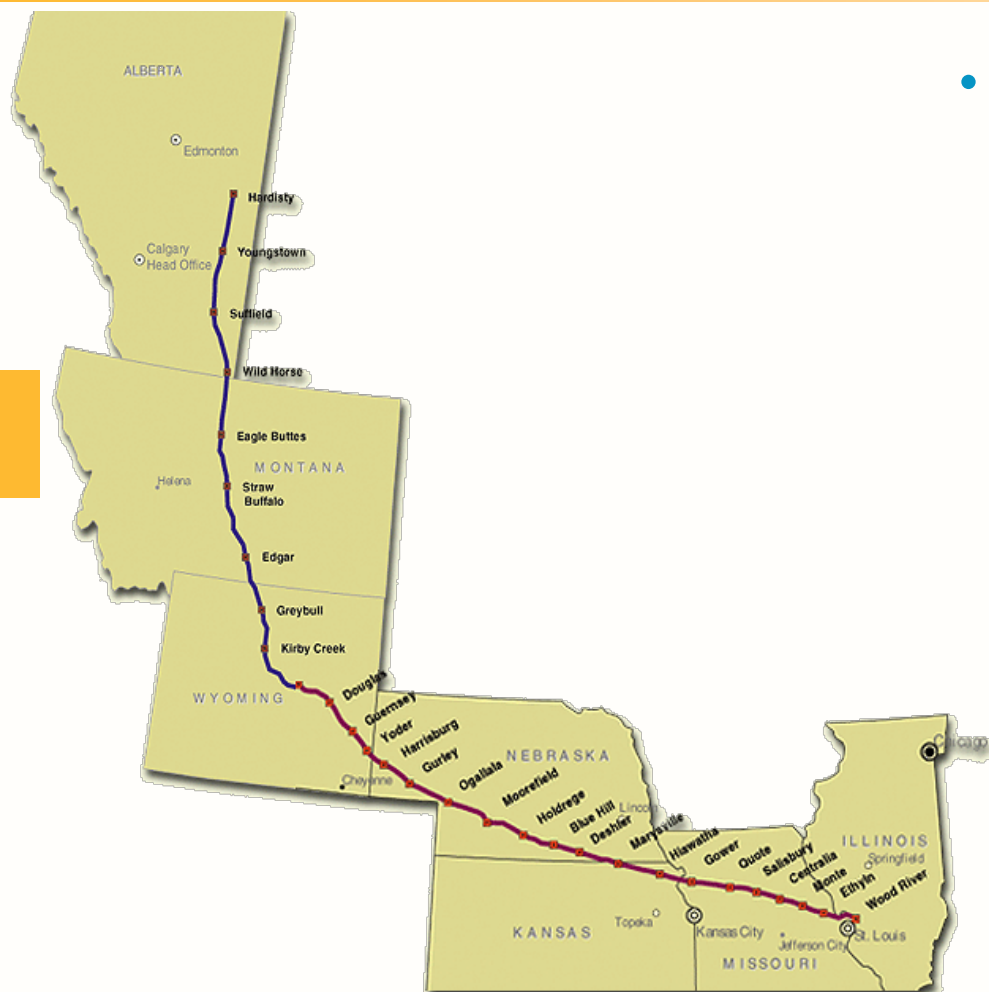 ALBERTA
Edmonton
Hardisty
Calgary
Head Office
Youngstown
Suffield
Wild Horse
Eagle Buttes
MONTANA
Helena
Straw
Buffalo
Edgar
Greybull
Kirby Creek
WYOMING
Douglas
Guernsey
Yoder
Harrisburg
Gurley
Cheyenne
NEBRASKA
Ogallala
Moorefield
Holdrege
Blue Hill
Deshler
Lincoln
Marysville
Hiawatha
Gower
Quote
Salisbury
Centralia
Monte
Ethyln
Wood River
Chicago
ILLINOIS
Springfield
Topeka
KANSAS
Kansas City
Jefferson City
St. Louis
MISSOURI